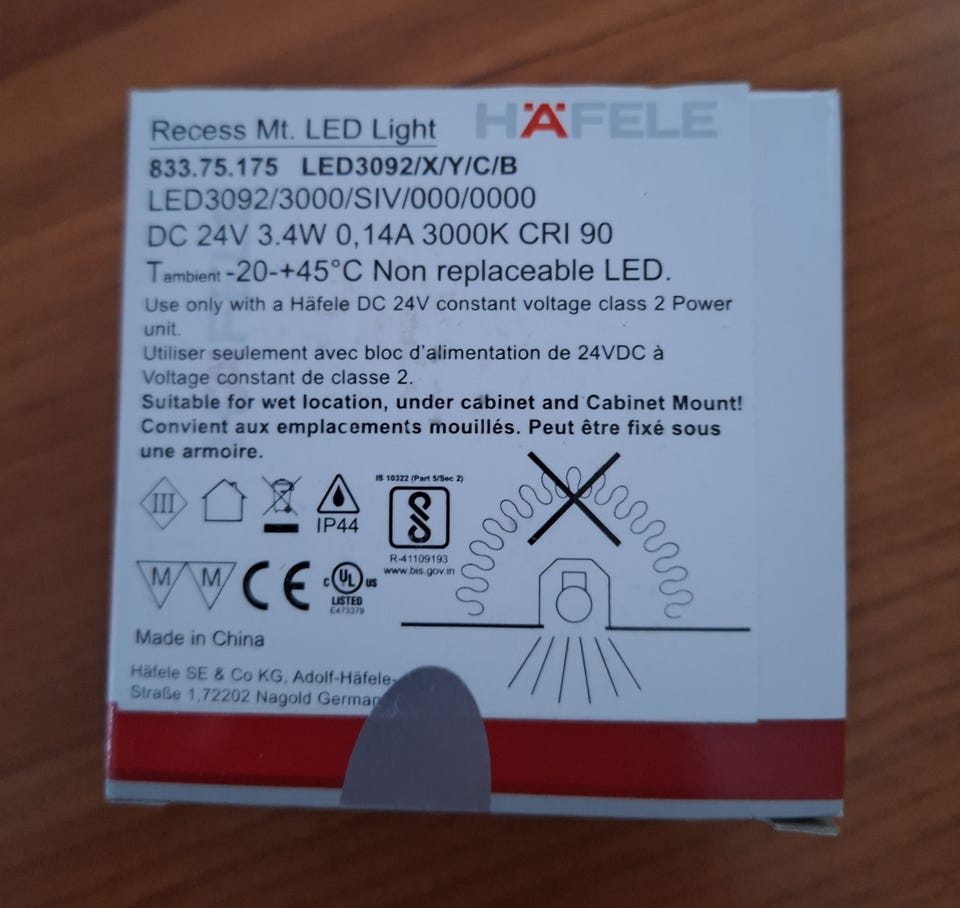 HÄFELE
Recess Mt. LED Light
833.75.175 LED3092/X/Y/C/B
LED3092/3000/SIV/000/0000
DC 24V 3.4W 0,14A 3000K CRI 90
Tambient -20-+45°C Non replaceable LED.
Use only with a Häfele DC 24V constant voltage class 2 Power
unit.
Utiliser seulement avec bloc d'alimentation de 24VDC à
Voltage constant de classe 2.
Suitable for wet location, under cabinet and Cabinet Mount!
Convient aux emplacements mouillés. Peut être fixé sous
une armoire.
IS 10322 (Part 5/Sec 2)
III
IP44
R-41109193
www.bis.gov.in
M M CE c UL us
LISTED
E473379
Made in China
Häfele SE & Co KG, Adolf-Häfele-
Straße 1,72202 Nagold German